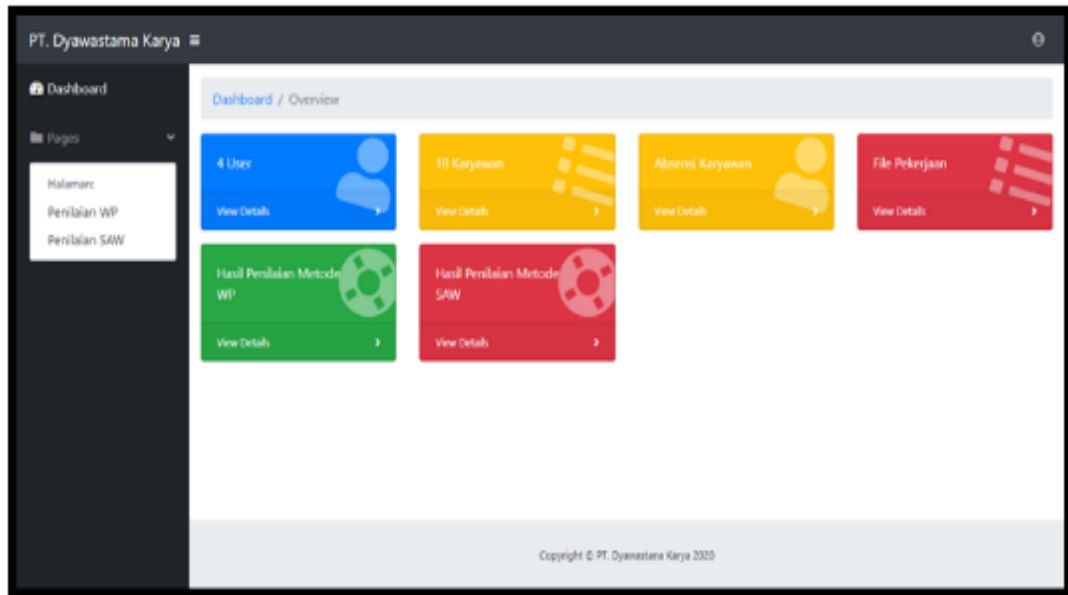 PT. Dyawastama Karya
Dashboard
Pages
Halaman:
Penilaian WP
Penilaian SAW
Dashboard / Overview
4 User
View Details
18 Karyawan
View Details
Absensi Karyawan
View Details
File Pekerjaan
View Details
Hasil Penilaian Metode
WP
View Details
Hasil Penilaian Metode
SAW
View Details
Copyright © PT. Dyawastama Karya 2020